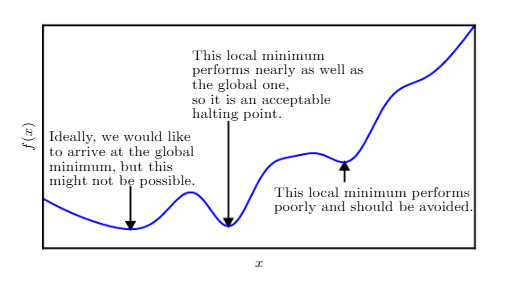 This local minimum
performs nearly as well as
the global one,
so it is an acceptable
halting point.
f(x)
Ideally, we would like
to arrive at the global
minimum, but this
might not be possible.
This local minimum performs
poorly and should be avoided.
x